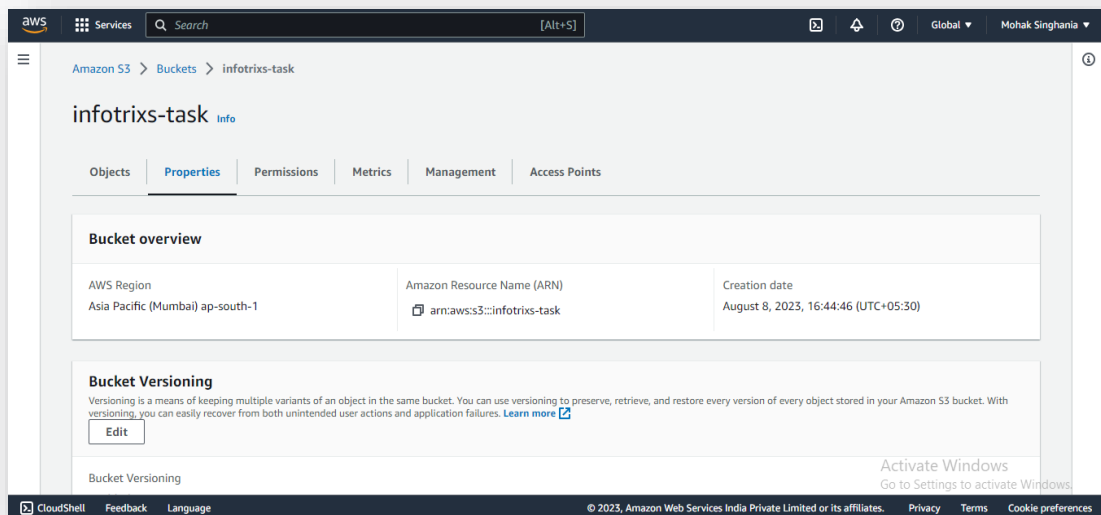 aws Services Search [Alt+S] Global Mohak Singhania
Amazon S3 Buckets infotrixs-task
infotrixs-task Info
Objects Properties Permissions Metrics Management Access Points
Bucket overview
AWS Region Amazon Resource Name (ARN) Creation date
Asia Pacific (Mumbai) ap-south-1 arn:aws:s3:::infotrixs-task August 8, 2023, 16:44:46 (UTC+05:30)
Bucket Versioning
Versioning is a means of keeping multiple variants of an object in the same bucket. You can use versioning to preserve, retrieve, and restore every version of every object stored in your Amazon S3 bucket. With
versioning, you can easily recover from both unintended user actions and application failures. Learn more
Edit
Bucket Versioning
Activate Windows
Go to Settings to activate Windows.
CloudShell Feedback Language © 2023, Amazon Web Services India Private Limited or its affiliates. Privacy Terms Cookie preferences